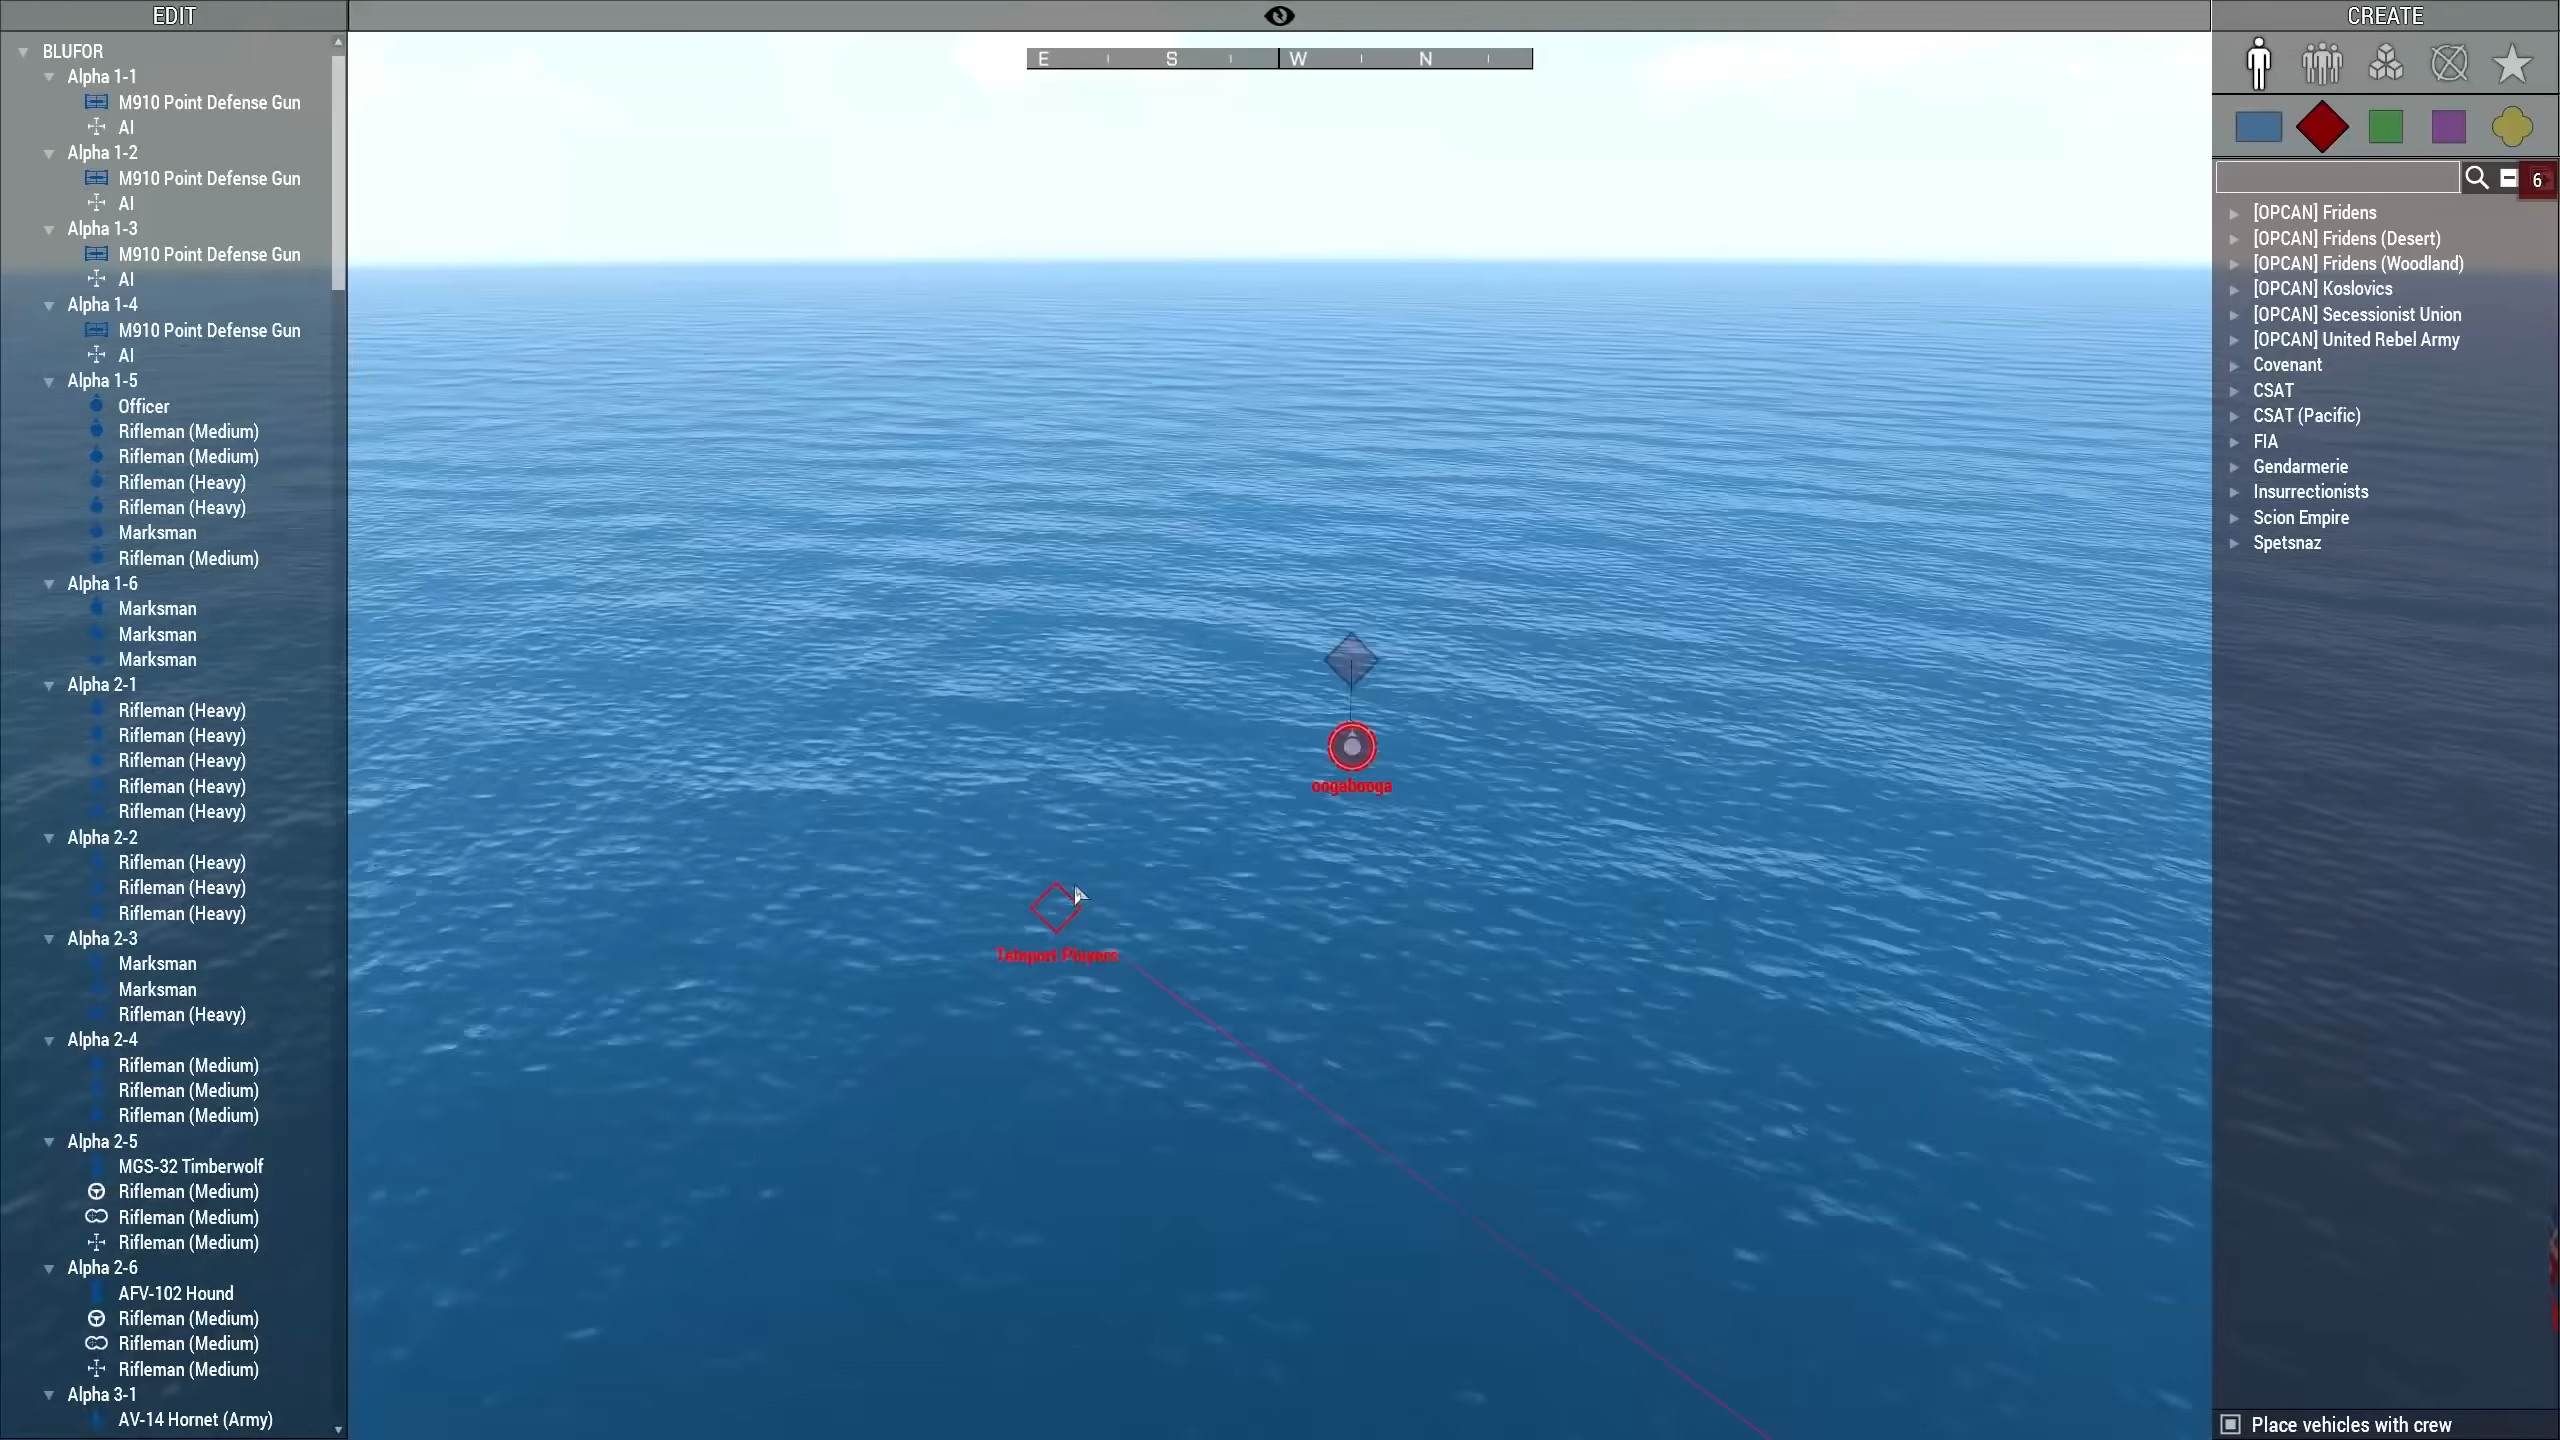 EDIT
BLUFOR
Alpha 1-1
M910 Point Defense Gun
AI
Alpha 1-2
M910 Point Defense Gun
AI
Alpha 1-3
M910 Point Defense Gun
AI
Alpha 1-4
M910 Point Defense Gun
AI
Alpha 1-5
Officer
Rifleman (Medium)
Rifleman (Medium)
Rifleman (Heavy)
Rifleman (Heavy)
Marksman
Rifleman (Medium)
Alpha 1-6
Marksman
Marksman
Marksman
Alpha 2-1
Rifleman (Heavy)
Rifleman (Heavy)
Rifleman (Heavy)
Rifleman (Heavy)
Rifleman (Heavy)
Alpha 2-2
Rifleman (Heavy)
Rifleman (Heavy)
Rifleman (Heavy)
Alpha 2-3
Marksman
Marksman
Rifleman (Heavy)
Alpha 2-4
Rifleman (Medium)
Rifleman (Medium)
Rifleman (Medium)
Alpha 2-5
MGS-32 Timberwolf
Rifleman (Medium)
Rifleman (Medium)
Rifleman (Medium)
Alpha 2-6
AFV-102 Hound
Rifleman (Medium)
Rifleman (Medium)
Rifleman (Medium)
Alpha 3-1
AV-14 Hornet (Army)
E S W N
oogabooga
Teleport Players
CREATE
6
[OPCAN] Fridens
[OPCAN] Fridens (Desert)
[OPCAN] Fridens (Woodland)
[OPCAN] Koslovics
[OPCAN] Secessionist Union
[OPCAN] United Rebel Army
Covenant
CSAT
CSAT (Pacific)
FIA
Gendarmerie
Insurrectionists
Scion Empire
Spetsnaz
Place vehicles with crew